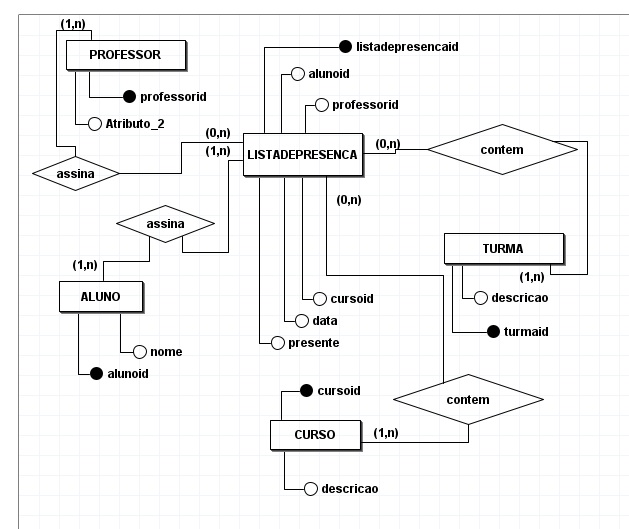 (1,n)
PROFESSOR
listadepresencaid
alunoid
professorid
professorid
Atributo_2
(0,n)
(1,n)
LISTADEPRESENCA
(0,n)
contem
assina
(0,n)
assina
TURMA
(1,n)
(1,n)
ALUNO
cursoid
descricao
data
turmaid
presente
nome
alunoid
cursoid
contem
CURSO
(1,n)
descricao